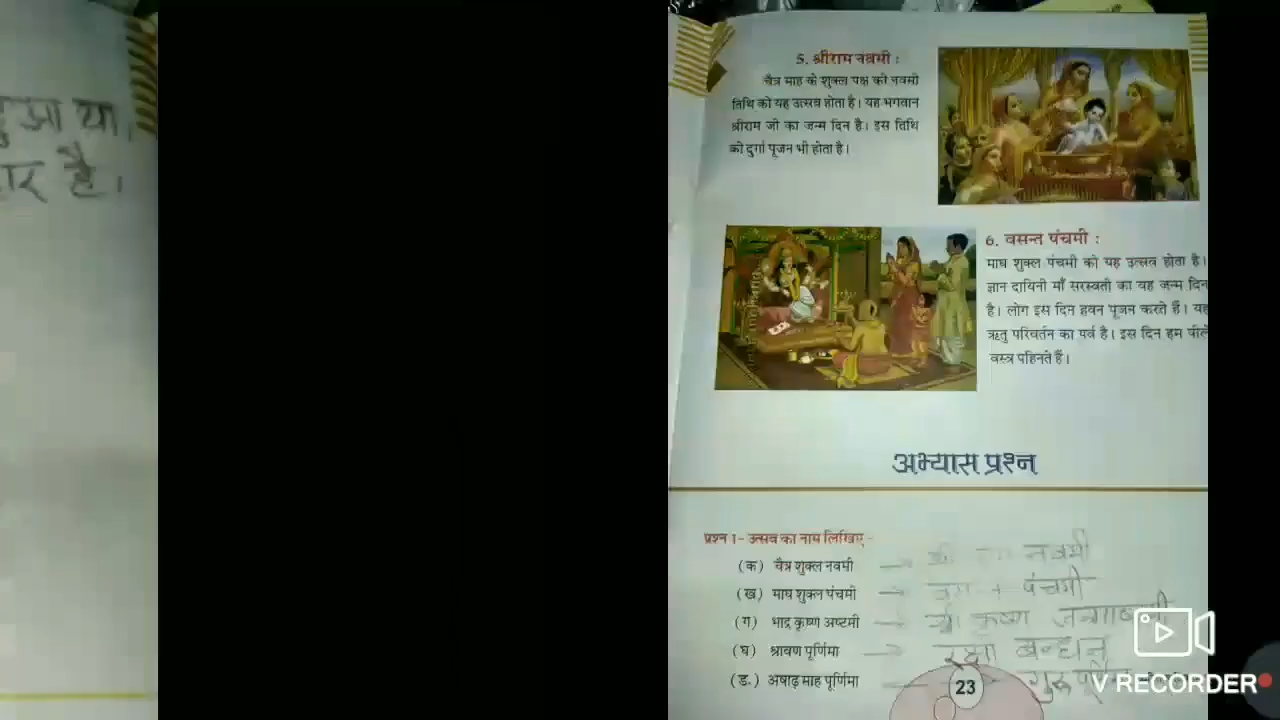 हुआ था।
है।
5. श्रीराम नवमी :
चैत्र माह के शुक्ल पक्ष की नवमी
तिथि को यह उत्सव होता है। यह भगवान
श्रीराम जी का जन्म दिन है। इस तिथि
को दुर्गा पूजन भी होता है।
6. वसन्त पंचमी :
माघ शुक्ल पंचमी को यह उत्सव होता है।
ज्ञान दायिनी माँ सरस्वती का यह जन्म दिन
है। लोग इस दिन हवन पूजन करते हैं। यह
ऋतु परिवर्तन का पर्व है। इस दिन हम पीले
वस्त्र पहिनते हैं।
अभ्यास प्रश्न
प्रश्न 1- उत्सव का नाम लिखिए -
(क) चैत्र शुक्ल नवमी → श्री राम नवमी
(ख) माघ शुक्ल पंचमी → पंचमी
(ग) भाद्र कृष्ण अष्टमी → श्री कृष्ण जन्माष्टमी
(घ) श्रावण पूर्णिमा → रक्षा बन्धन
(ड.) अषाढ़ माह पूर्णिमा
23
V RECORDER